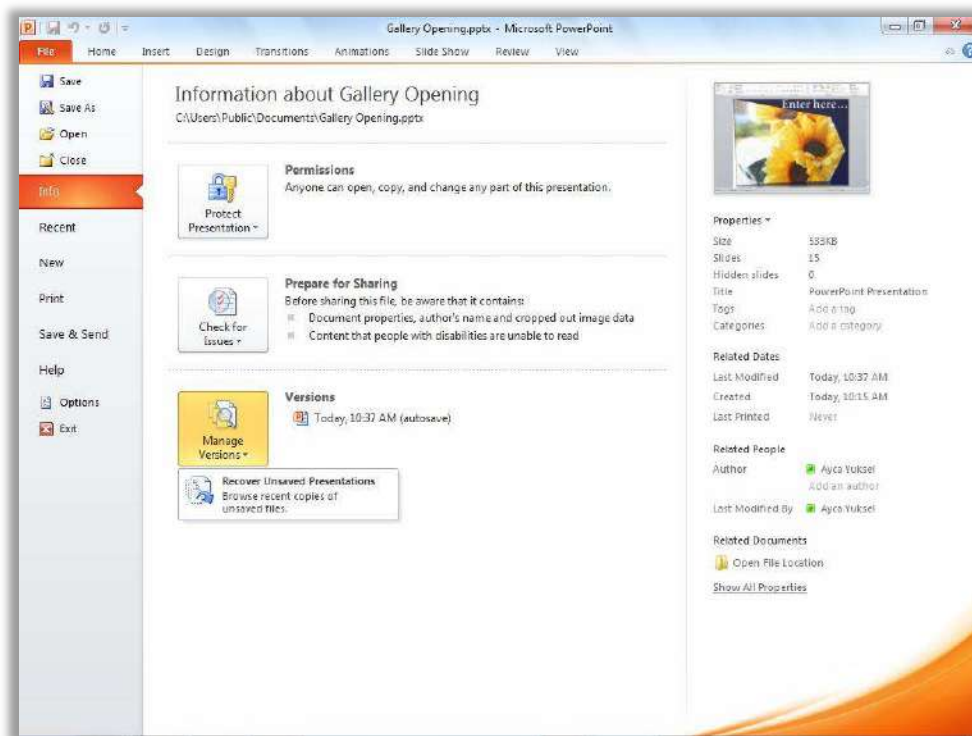 Gallery Opening.pptx - Microsoft PowerPoint
File Home Insert Design Transitions Animations Slide Show Review View
Save
Save As
Open
Close
Info
Recent
New
Print
Save & Send
Help
Options
Exit
Information about Gallery Opening
C:\Users\Public\Documents\Gallery Opening.pptx
Protect
Presentation
Permissions
Anyone can open, copy, and change any part of this presentation.
Check for
Issues
Prepare for Sharing
Before sharing this file, be aware that it contains:
Document properties, author's name and cropped out image data
Content that people with disabilities are unable to read
Manage
Versions
Versions
Today, 10:37 AM (autosave)
Recover Unsaved Presentations
Browse recent copies of
unsaved files.
Enter here...
Properties
Size 533KB
Slides 15
Hidden slides 0
Title PowerPoint Presentation
Tags Add a tag
Categories Add a category
Related Dates
Last Modified Today, 10:37 AM
Created Today, 10:15 AM
Last Printed Never
Related People
Author Ayca Yuksel
Add an author
Last Modified By Ayca Yuksel
Related Documents
Open File Location
Show All Properties